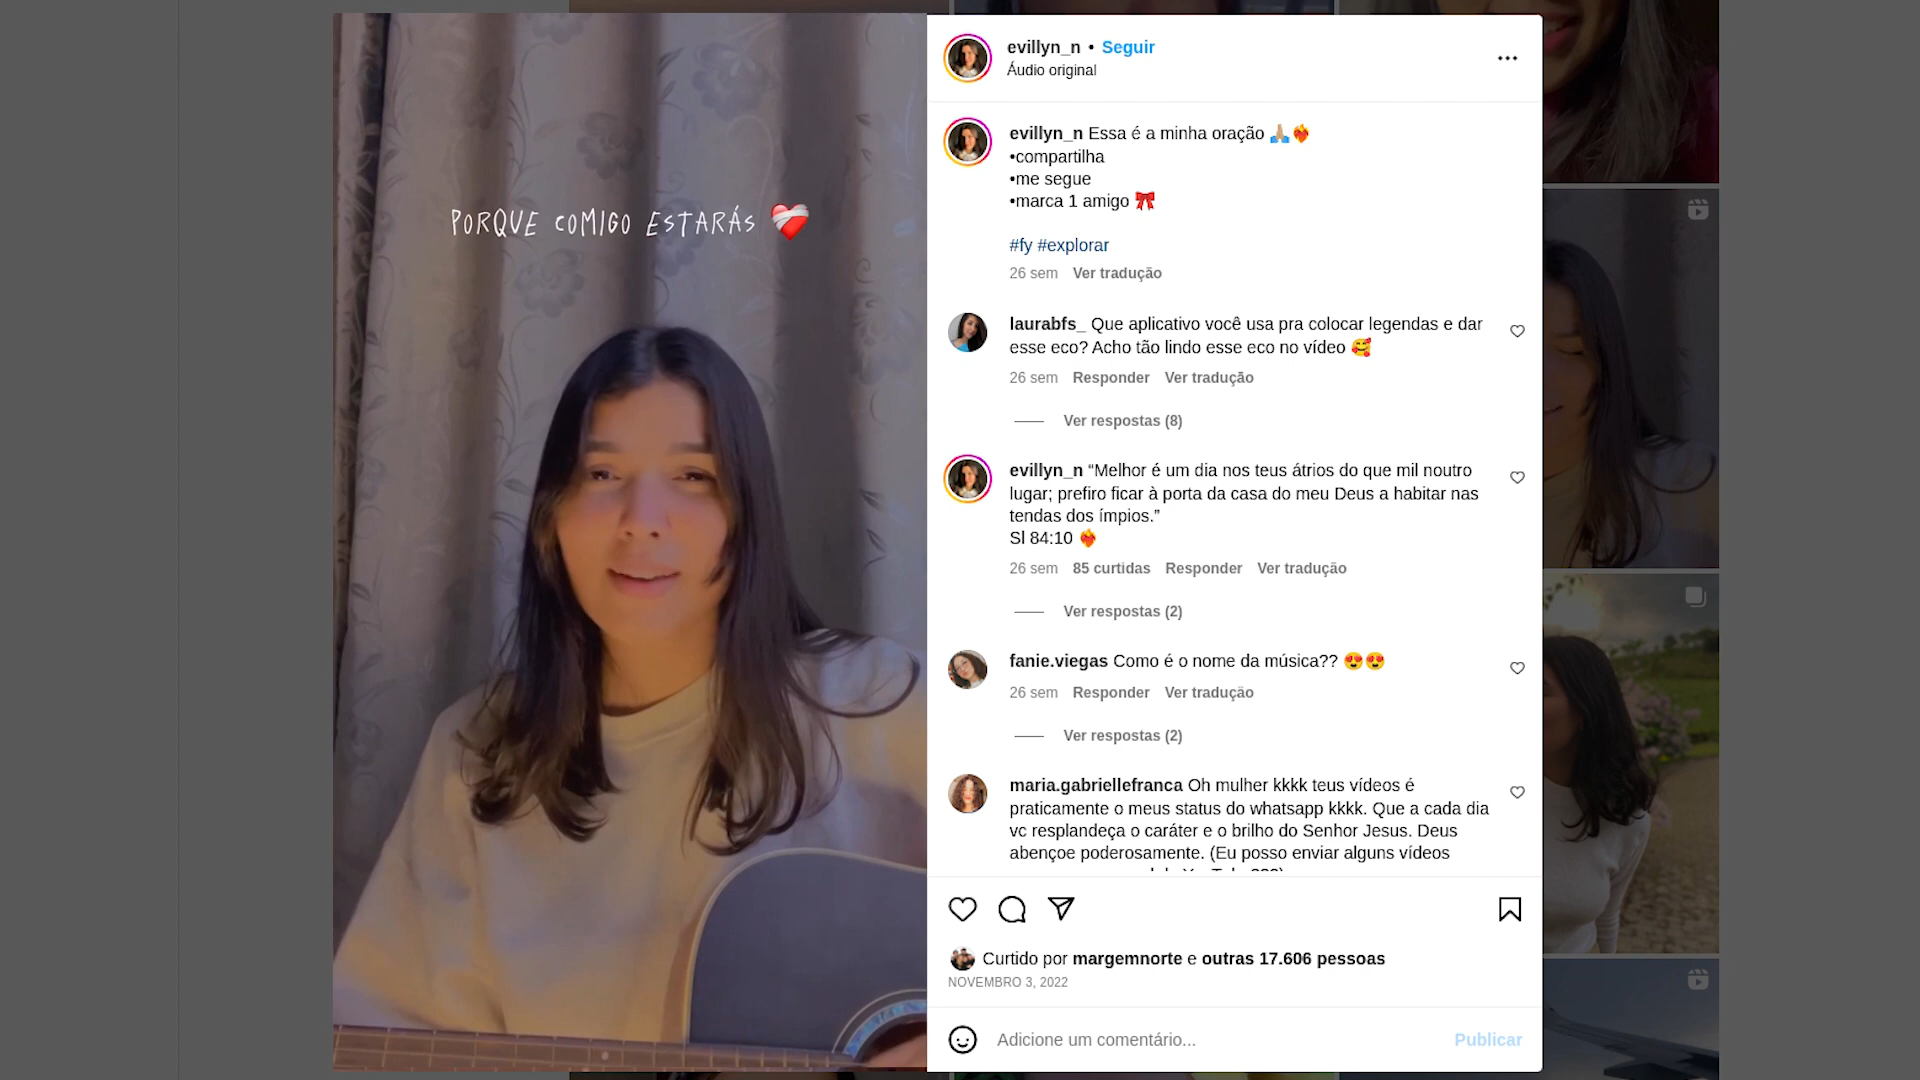 PORQUE COMIGO ESTARÁS
evillyn_n • Seguir
Áudio original
evillyn_n Essa é a minha oração
•compartilha
•me segue
•marca 1 amigo
#fy #explorar
26 sem Ver tradução
laurabfs_ Que aplicativo você usa pra colocar legendas e dar
esse eco? Acho tão lindo esse eco no vídeo
26 sem Responder Ver tradução
Ver respostas (8)
evillyn_n “Melhor é um dia nos teus átrios do que mil noutro
lugar; prefiro ficar à porta da casa do meu Deus a habitar nas
tendas dos ímpios.”
Sl 84:10
26 sem 85 curtidas Responder Ver tradução
Ver respostas (2)
fanie.viegas Como é o nome da música??
26 sem Responder Ver tradução
Ver respostas (2)
maria.gabriellefranca Oh mulher kkkk teus vídeos é
praticamente o meus status do whatsapp kkkk. Que a cada dia
vc resplandeça o caráter e o brilho do Senhor Jesus. Deus
abençoe poderosamente. (Eu posso enviar alguns vídeos
Curtido por margemnorte e outras 17.606 pessoas
NOVEMBRO 3, 2022
Adicione um comentário...
Publicar